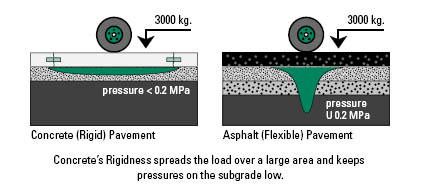 3000 kg.
pressure < 0.2 MPa
Concrete (Rigid) Pavement
3000 kg.
pressure
U 0.2 MPa
Asphalt (Flexible) Pavement
Concrete's Rigidness spreads the load over a large area and keeps
pressures on the subgrade low.